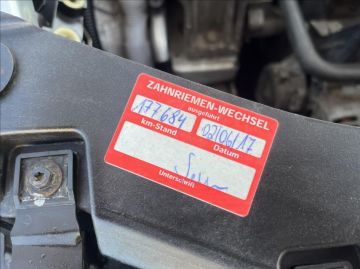 ZAHNRIEMEN-WECHSEL
ausgeführt
177684 02/06/17
km-Stand Datum
Unterschrift